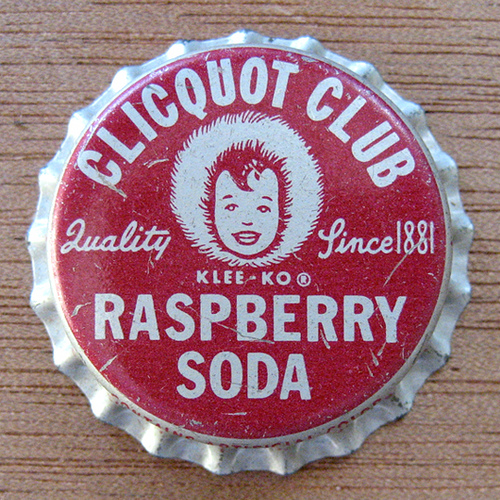 CLICQUOT CLUB
Quality Since 1881
KLEE-KO®
RASPBERRY
SODA